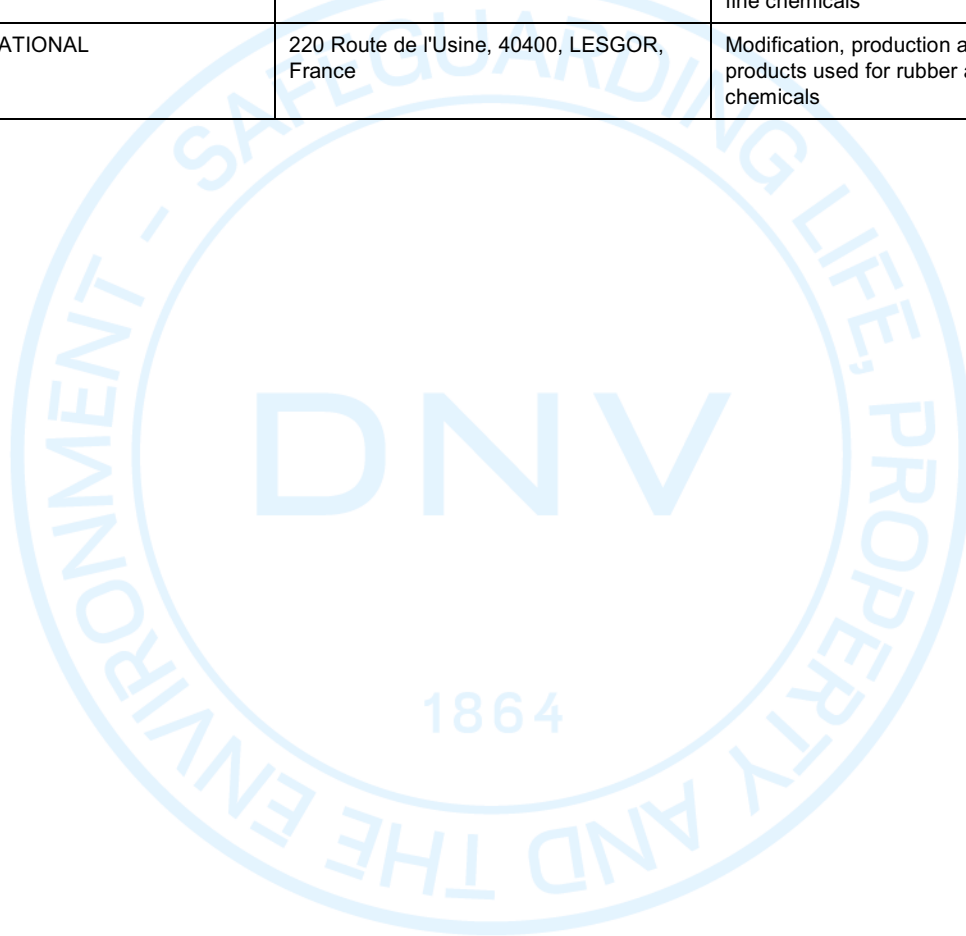 fine chemicals
ATIONAL
220 Route de l'Usine, 40400, LESGOR,
France
Modification, production a
products used for rubber a
chemicals
SAFEGUARDING LIFE, PROPERTY AND THE ENVIRONMENT -
DNV
1864